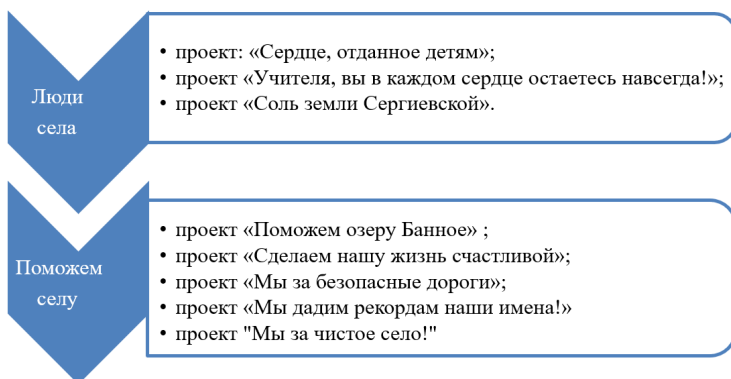 Люди
села
• проект: «Сердце, отданное детям»;
• проект «Учителя, вы в каждом сердце остаетесь навсегда!»;
• проект «Соль земли Сергиевской».
Поможем
селу
• проект «Поможем озеру Банное» ;
• проект «Сделаем нашу жизнь счастливой»;
• проект «Мы за безопасные дороги»;
• проект «Мы дадим рекордам наши имена!»
• проект "Мы за чистое село!"